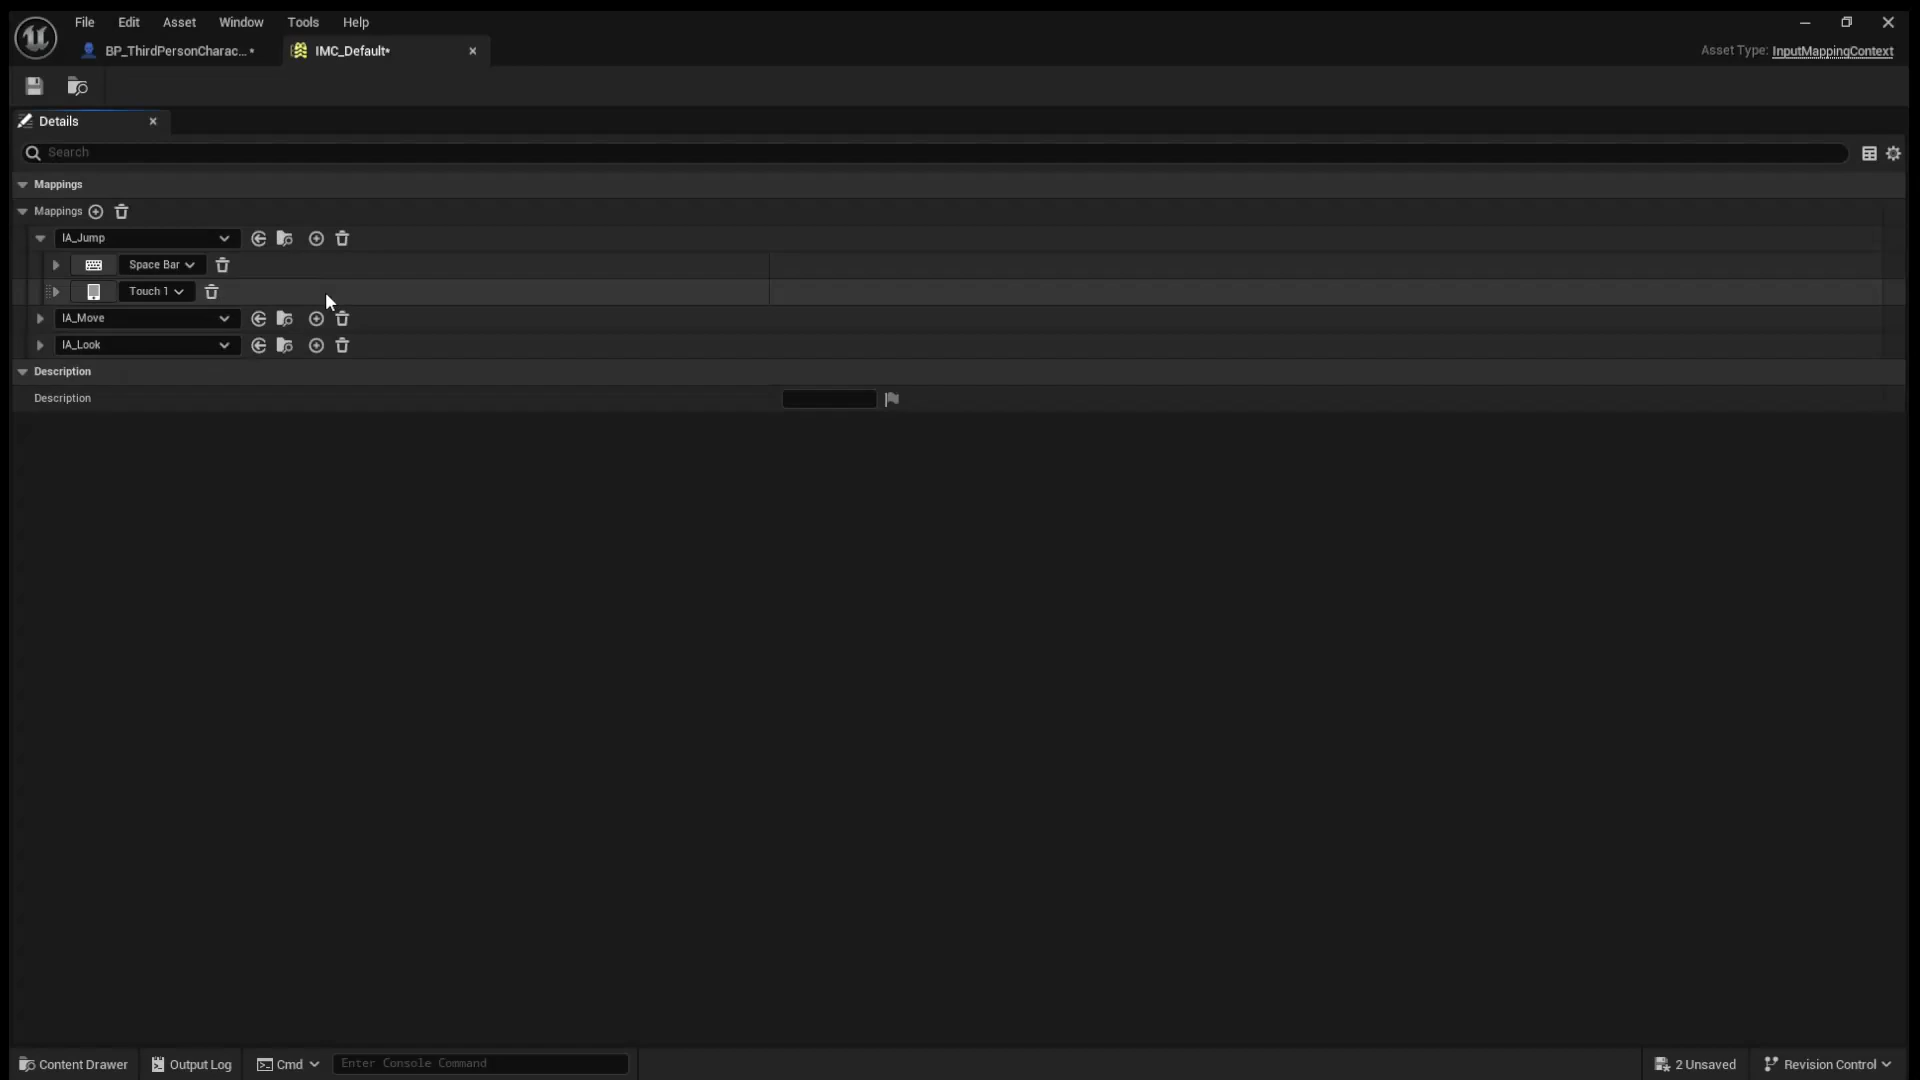 File Edit Asset Window Tools Help
BP_ThirdPersonCharac...* IMC_Default* Asset Type: InputMappingContext
Details
Search
Mappings
Mappings
IA_Jump
Space Bar
Touch 1
IA_Move
IA_Look
Description
Description
Content Drawer Output Log Cmd Enter Console Command 2 Unsaved Revision Control